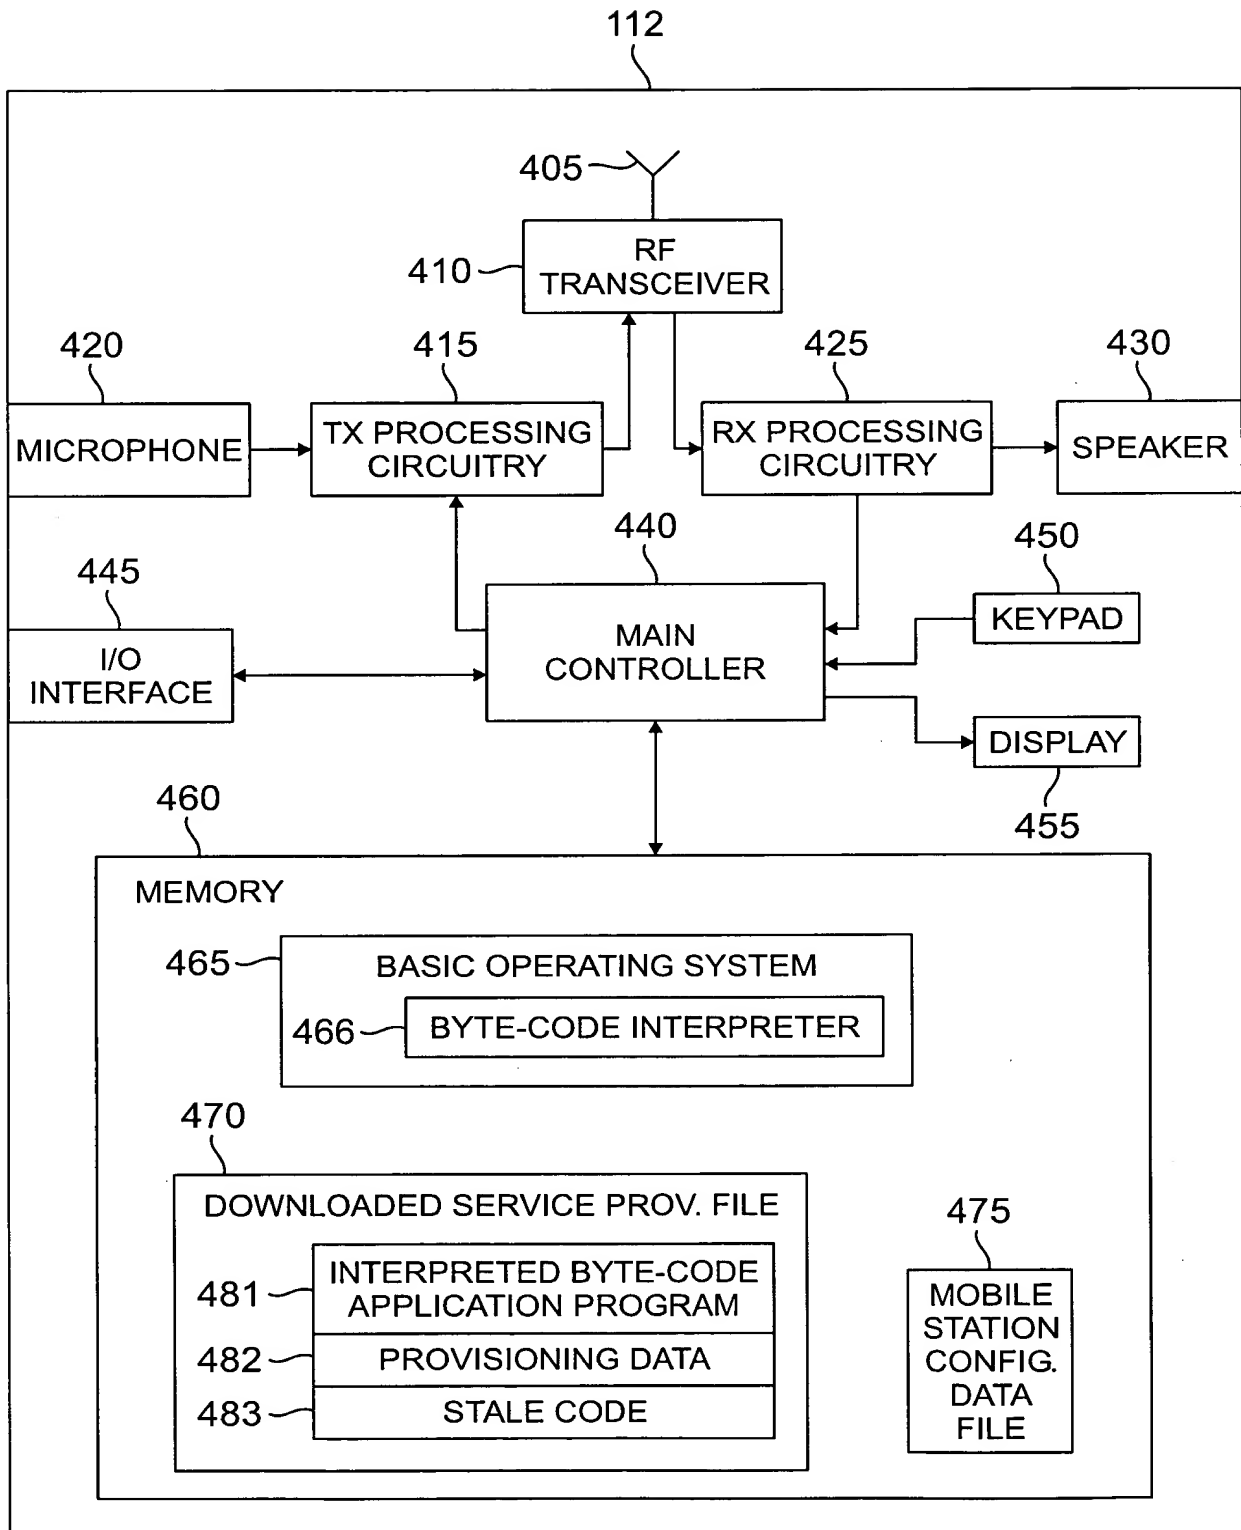 112
405
RF
TRANSCEIVER
410
420
415
425
430
MICROPHONE
TX PROCESSING
CIRCUITRY
RX PROCESSING
CIRCUITRY
SPEAKER
440
450
445
MAIN
CONTROLLER
KEYPAD
I/O
INTERFACE
DISPLAY
455
460
MEMORY
465
BASIC OPERATING SYSTEM
466
BYTE-CODE INTERPRETER
470
DOWNLOADED SERVICE PROV. FILE
475
481
INTERPRETED BYTE-CODE
APPLICATION PROGRAM
482
PROVISIONING DATA
483
STALE CODE
MOBILE
STATION
CONFIG.
DATA
FILE